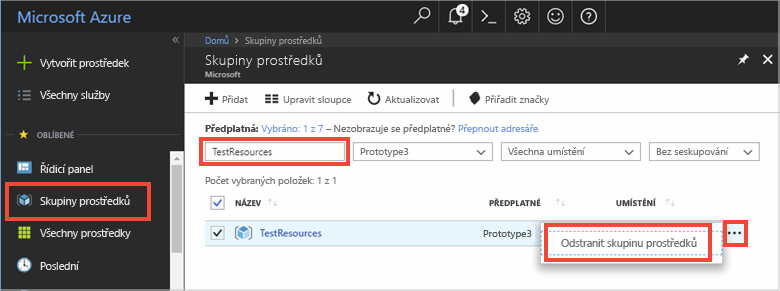 Microsoft Azure
4
Vytvořit prostředek
Všechny služby
OBLÍBENÉ
Řídicí panel
Skupiny prostředků
Všechny prostředky
Poslední
Domů > Skupiny prostředků
Skupiny prostředků
Microsoft
Přidat Upravit sloupce Aktualizovat Přiřadit značky
Předplatná: Vybráno: 1 z 7 – Nezobrazuje se předplatné? Přepnout adresáře
TestResources Prototype3 Všechna umístění Bez seskupování
Počet vybraných položek: 1 z 1
NÁZEV PŘEDPLATNÉ UMÍSTĚNÍ
TestResources Prototype3
Odstranit skupinu prostředků